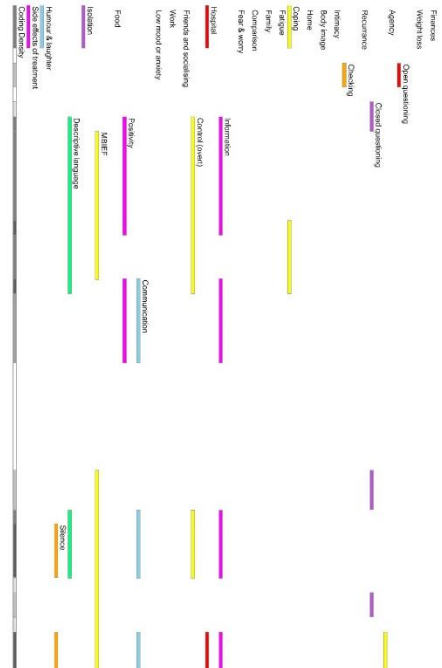 Finances
Weight loss
Open questioning
Agency
Closed questioning
Recurrance
Checking
Intimacy
Body image
Home
Coping
Fatigue
Family
Comparison
Fear & worry
Information
Hospital
Control (overt)
Friends and socialising
Work
Low mood or anxiety
Communication
Positivity
Food
MBIEF
Isolation
Descriptive language
Silence
Humour & laughter
Side effects of treatment
Coding Density